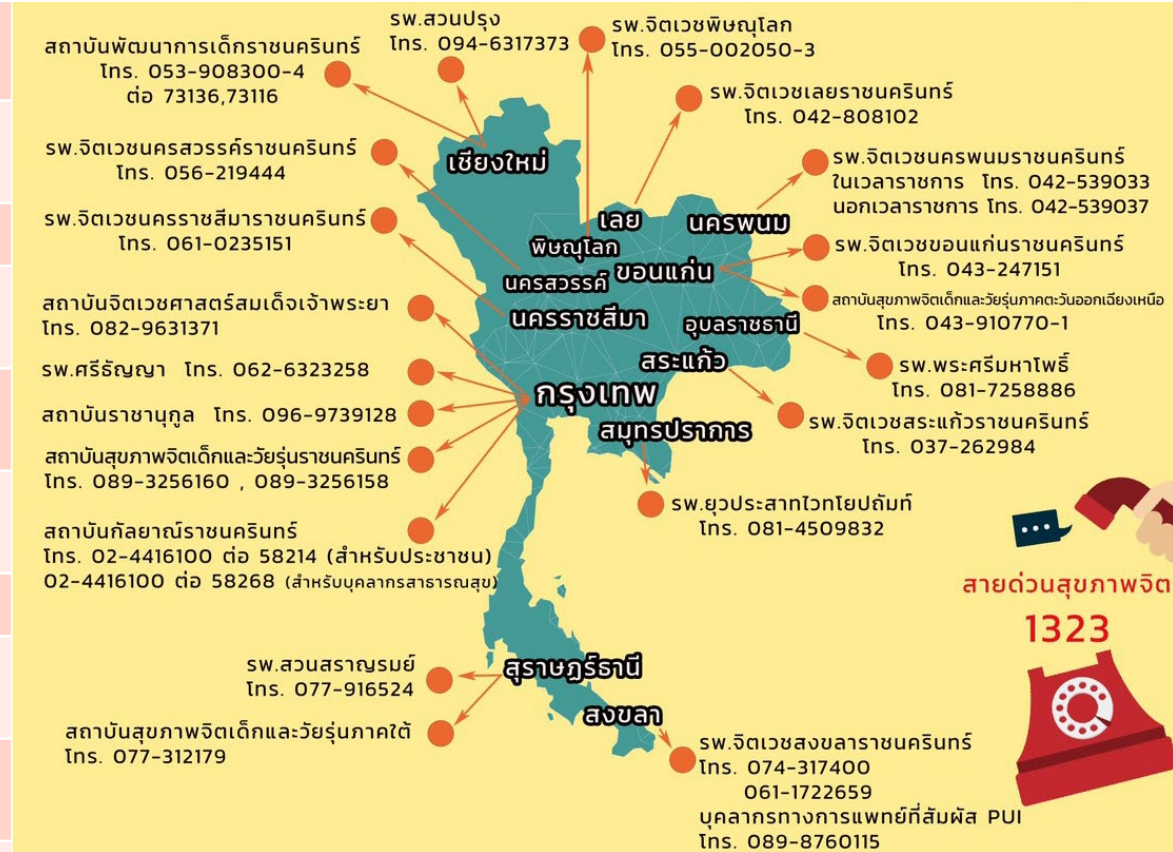 รพ.สวนปรุง
โทร. 094-6317373
รพ.จิตเวชพิษณุโลก
โทร. 055-002050-3
สถาบันพัฒนาการเด็กราชนครินทร์
โทร. 053-908300-4
ต่อ 73136,73116
รพ.จิตเวชเลยราชนครินทร์
โทร. 042-808102
รพ.จิตเวชนครสวรรค์ราชนครินทร์
โทร. 056-219444
เชียงใหม่
รพ.จิตเวชนครพนมราชนครินทร์
ในเวลาราชการ โทร. 042-539033
นอกเวลาราชการ โทร. 042-539037
รพ.จิตเวชนครราชสีมาราชนครินทร์
โทร. 061-0235151
เลย
นครพนม
พิษณุโลก
รพ.จิตเวชขอนแก่นราชนครินทร์
โทร. 043-247151
นครสวรรค์
ขอนแก่น
สถาบันสุขภาพจิตเด็กและวัยรุ่นภาคตะวันออกเฉียงเหนือ
โทร. 043-910770-1
สถาบันจิตเวชศาสตร์สมเด็จเจ้าพระยา
โทร. 082-9631371
นครราชสีมา
อุบลราชธานี
รพ.ศรีธัญญา โทร. 062-6323258
สระแก้ว
รพ.พระศรีมหาโพธิ์
โทร. 081-7258886
กรุงเทพ
สถาบันราชานุกูล โทร. 096-9739128
สมุทรปราการ
รพ.จิตเวชสระแก้วราชนครินทร์
โทร. 037-262984
สถาบันสุขภาพจิตเด็กและวัยรุ่นราชนครินทร์
โทร. 089-3256160 , 089-3256158
รพ.ยุวประสาทไวทโยปถัมภ์
โทร. 081-4509832
สถาบันกัลยาณ์ราชนครินทร์
โทร. 02-4416100 ต่อ 58214 (สำหรับประชาชน)
02-4416100 ต่อ 58268 (สำหรับบุคลากรสาธารณสุข)
สายด่วนสุขภาพจิต
1323
รพ.สวนสราญรมย์
โทร. 077-916524
สุราษฎร์ธานี
สงขลา
สถาบันสุขภาพจิตเด็กและวัยรุ่นภาคใต้
โทร. 077-312179
รพ.จิตเวชสงขลาราชนครินทร์
โทร. 074-317400
061-1722659
บุคลากรทางการแพทย์ที่สัมผัส PUI
โทร. 089-8760115